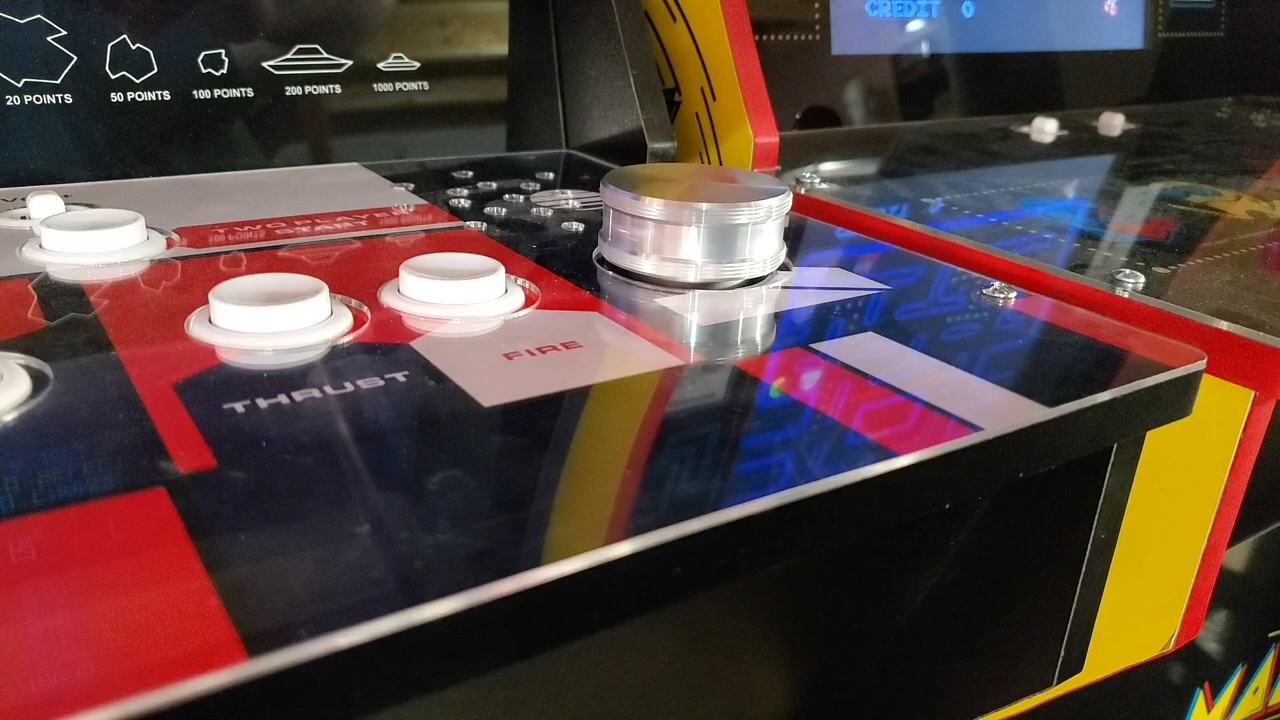 CREDIT 0
20 POINTS
50 POINTS
100 POINTS
200 POINTS
1000 POINTS
TWO PLAYER
START
FIRE
THRUST